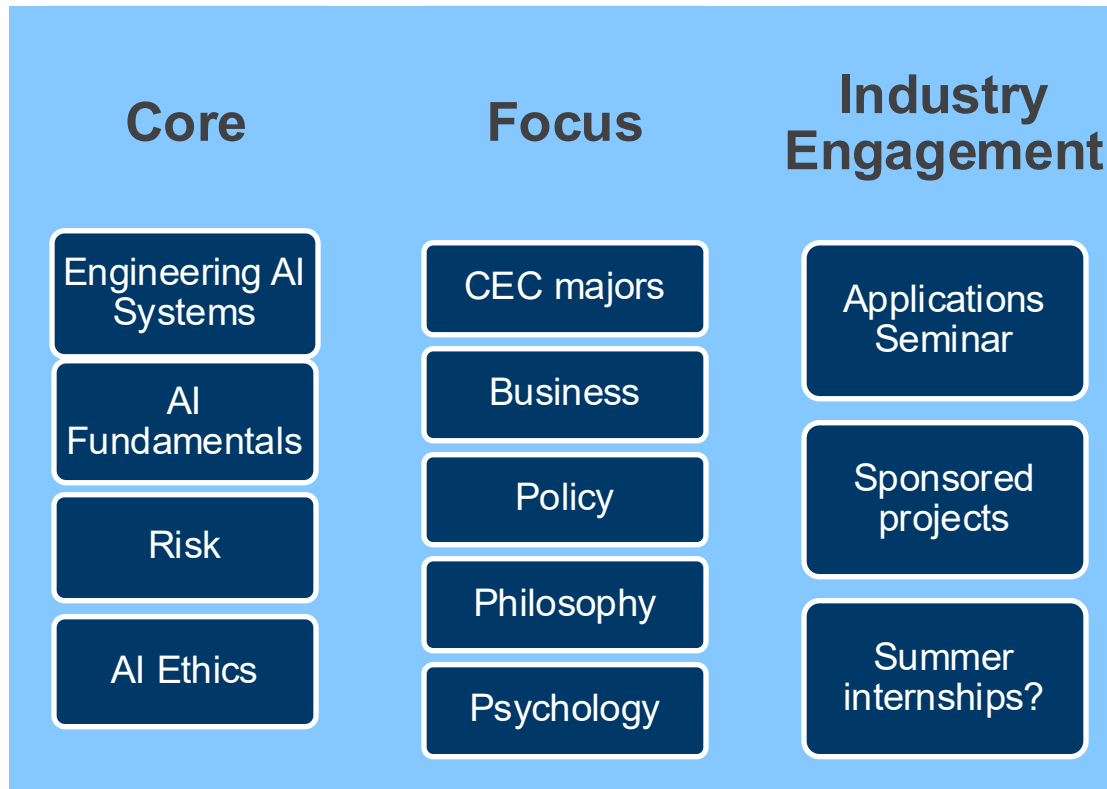 Core
Engineering AI
Systems
AI
Fundamentals
Risk
AI Ethics
Focus
CEC majors
Business
Policy
Philosophy
Psychology
Industry
Engagement
Applications
Seminar
Sponsored
projects
Summer
internships?